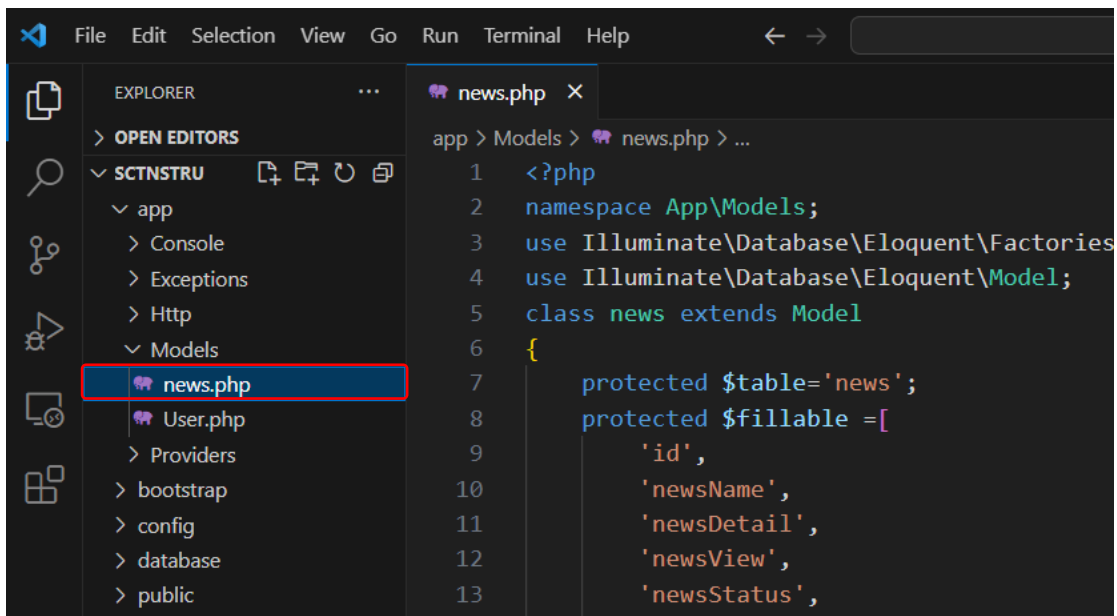 File Edit Selection View Go Run Terminal Help
EXPLORER ...
OPEN EDITORS
SCTNSTRU
app
Console
Exceptions
Http
Models
news.php
User.php
Providers
bootstrap
config
database
public
news.php
app > Models > news.php > ...
1 <?php
2 namespace App\Models;
3 use Illuminate\Database\Eloquent\Factories
4 use Illuminate\Database\Eloquent\Model;
5 class news extends Model
6 {
7 protected $table='news';
8 protected $fillable =[
9 'id',
10 'newsName',
11 'newsDetail',
12 'newsView',
13 'newsStatus',